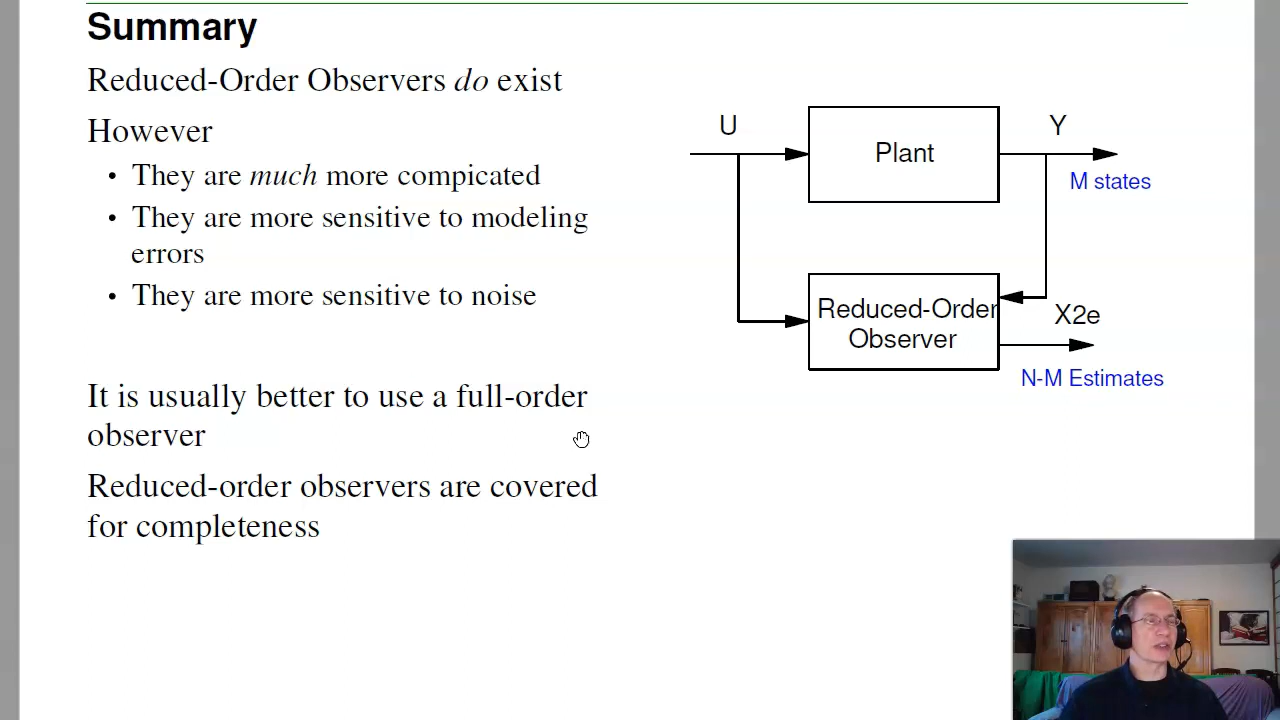 Summary
Reduced-Order Observers do exist
However
• They are much more compicated
• They are more sensitive to modeling
errors
• They are more sensitive to noise
It is usually better to use a full-order
observer
Reduced-order observers are covered
for completeness
U
Plant
Y
M states
Reduced-Order
Observer
X2e
N-M Estimates